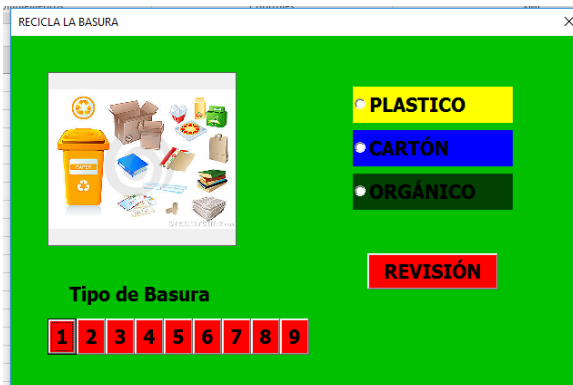 RECICLA LA BASURA
PLASTICO
CARTÓN
ORGÁNICO
REVISIÓN
Tipo de Basura
1 2 3 4 5 6 7 8 9